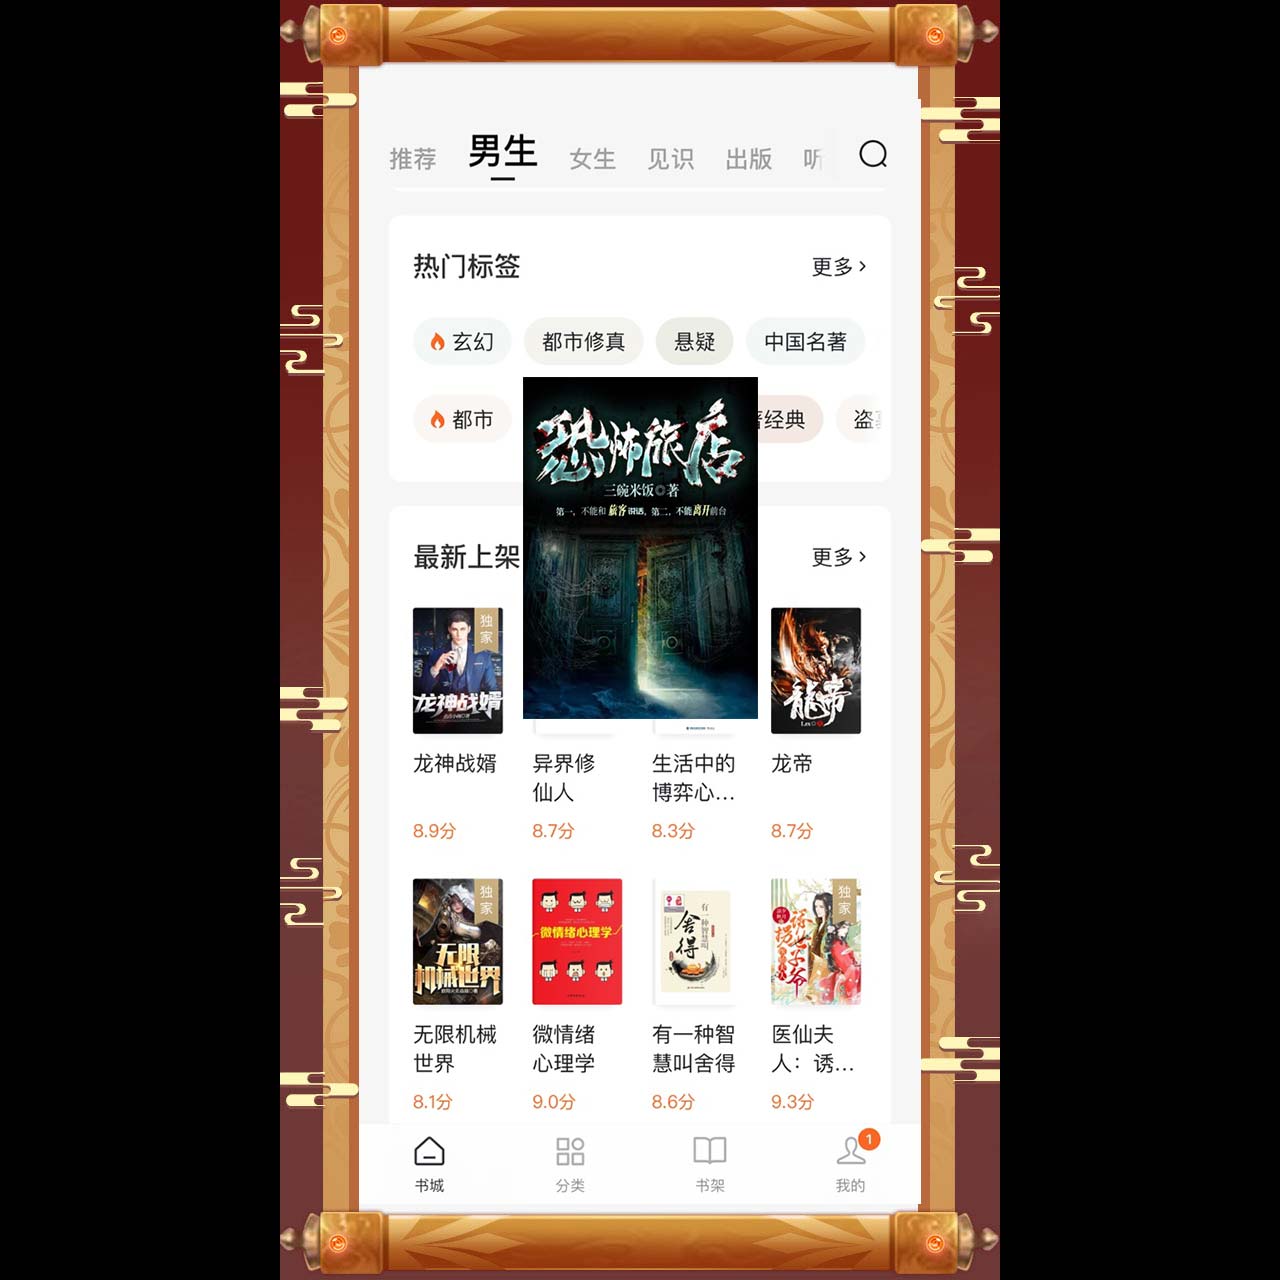 推荐 男生 女生 见识 出版 听
热门标签 更多
玄幻 都市修真 悬疑 中国名著
都市 著经典 盗墓
恐怖旅店
三碗米饭◎著
第一，不能和旅客说话，第二，不能离开前台
最新上架 更多
独家
龙神战婿
龍帝
龙神战婿 异界修 生活中的 龙帝
仙人 博弈心…
8.9分 8.7分 8.3分 8.7分
独家
无限
机械世界
微情绪心理学
有一种智慧叫
舍得
独家
无限机械 微情绪 有一种智 医仙夫
世界 心理学 慧叫舍得 人：诱…
8.1分 9.0分 8.6分 9.3分
1
书城 分类 书架 我的